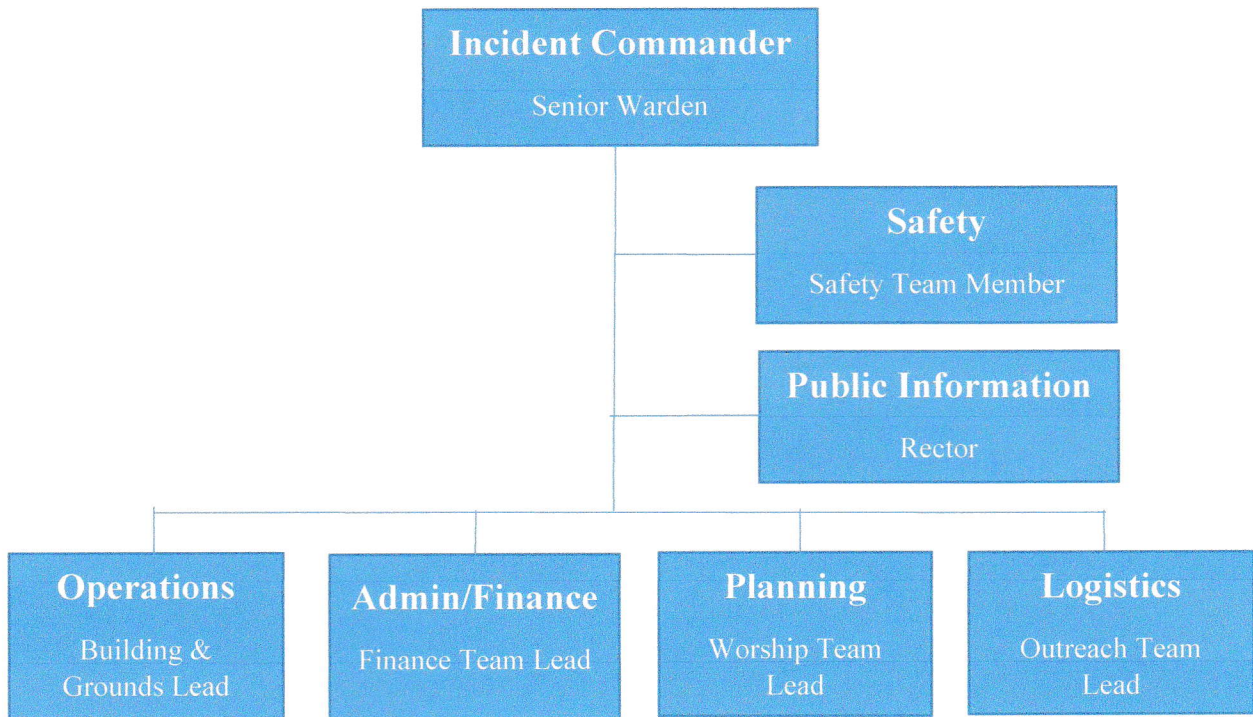 Incident Commander
Senior Warden
Safety
Safety Team Member
Public Information
Rector
Operations
Building &
Grounds Lead
Admin/Finance
Finance Team Lead
Planning
Worship Team
Lead
Logistics
Outreach Team
Lead